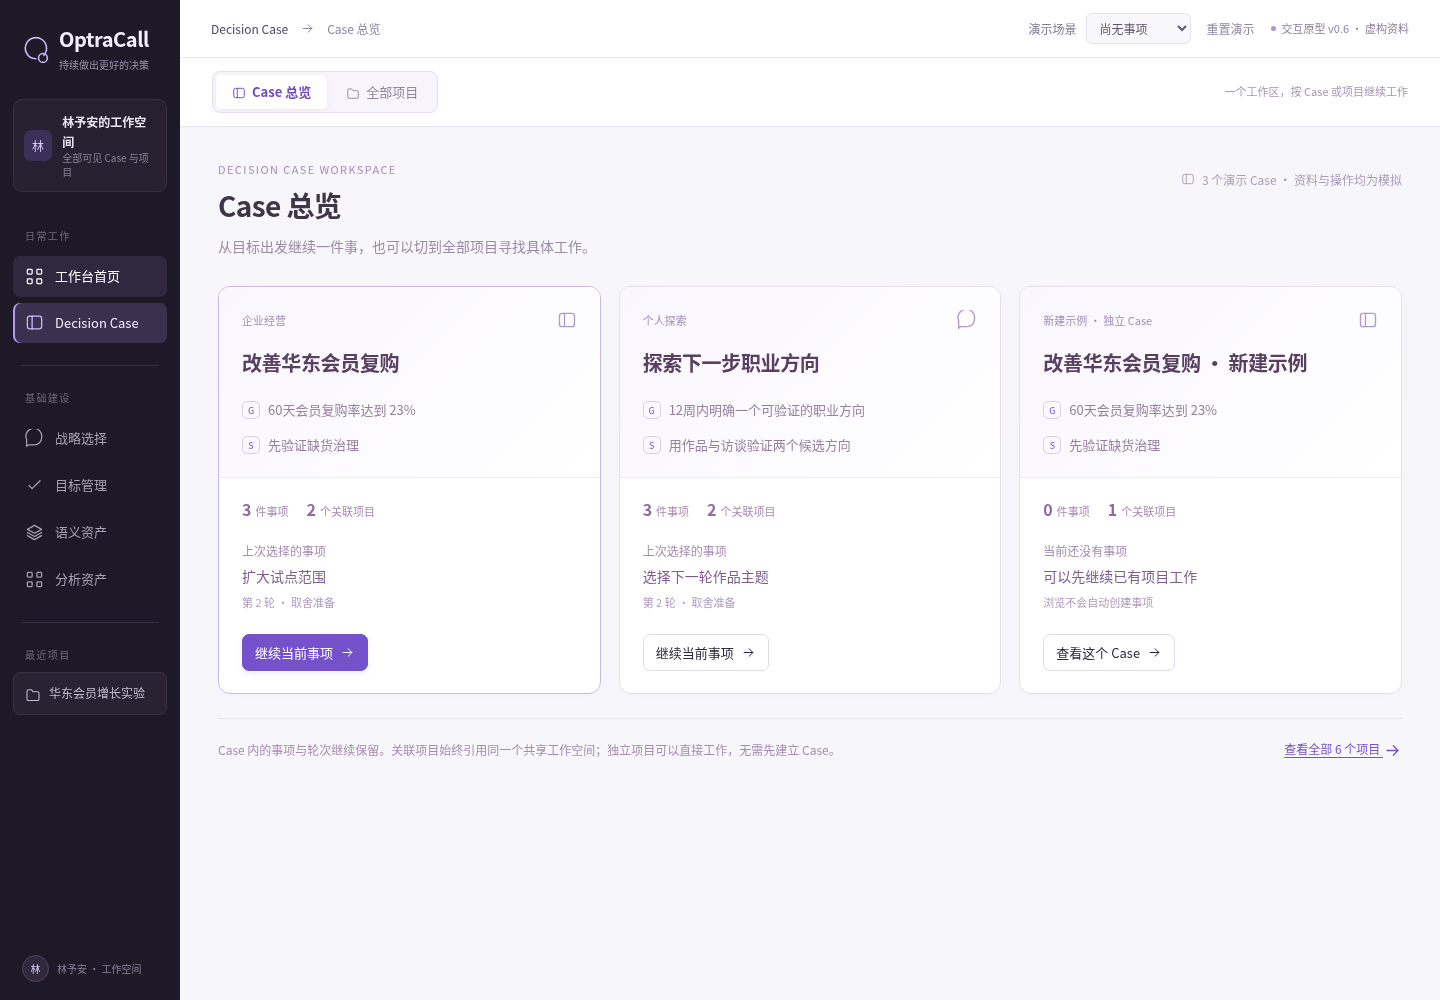 OptraCall
持续做出更好的决策
林
林予安的工作空
间
全部可见 Case 与项
目
日常工作
工作台首页
Decision Case
基础建设
战略选择
目标管理
语义资产
分析资产
最近项目
华东会员增长实验
林
林予安 · 工作空间
Decision Case → Case 总览
演示场景 尚无事项 重置演示 交互原型 v0.6 · 虚构资料
Case 总览 全部项目
一个工作区，按 Case 或项目继续工作
DECISION CASE WORKSPACE
Case 总览
从目标出发继续一件事，也可以切到全部项目寻找具体工作。
3 个演示 Case · 资料与操作均为模拟
企业经营
改善华东会员复购
G 60天会员复购率达到 23%
S 先验证缺货治理
3 件事项 2 个关联项目
上次选择的事项
扩大试点范围
第 2 轮 · 取舍准备
继续当前事项 →
个人探索
探索下一步职业方向
G 12周内明确一个可验证的职业方向
S 用作品与访谈验证两个候选方向
3 件事项 2 个关联项目
上次选择的事项
选择下一轮作品主题
第 2 轮 · 取舍准备
继续当前事项 →
新建示例 · 独立 Case
改善华东会员复购 · 新建示例
G 60天会员复购率达到 23%
S 先验证缺货治理
0 件事项 1 个关联项目
当前还没有事项
可以先继续已有项目工作
浏览不会自动创建事项
查看这个 Case →
Case 内的事项与轮次继续保留。关联项目始终引用同一个共享工作空间；独立项目可以直接工作，无需先建立 Case。
查看全部 6 个项目 →